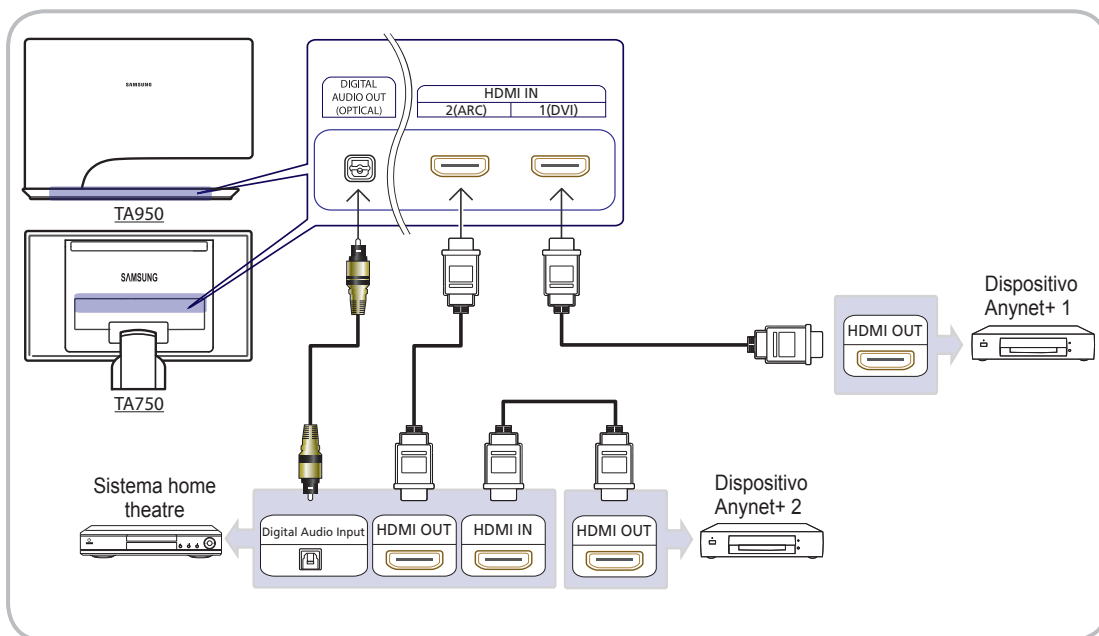 SAMSUNG
DIGITAL
AUDIO OUT
(OPTICAL)
HDMI IN
2(ARC)
1(DVI)
TA950
SAMSUNG
TA750
Dispositivo
Anynet+ 1
HDMI OUT
Sistema home
theatre
Digital Audio Input
HDMI OUT
HDMI IN
HDMI OUT
Dispositivo
Anynet+ 2